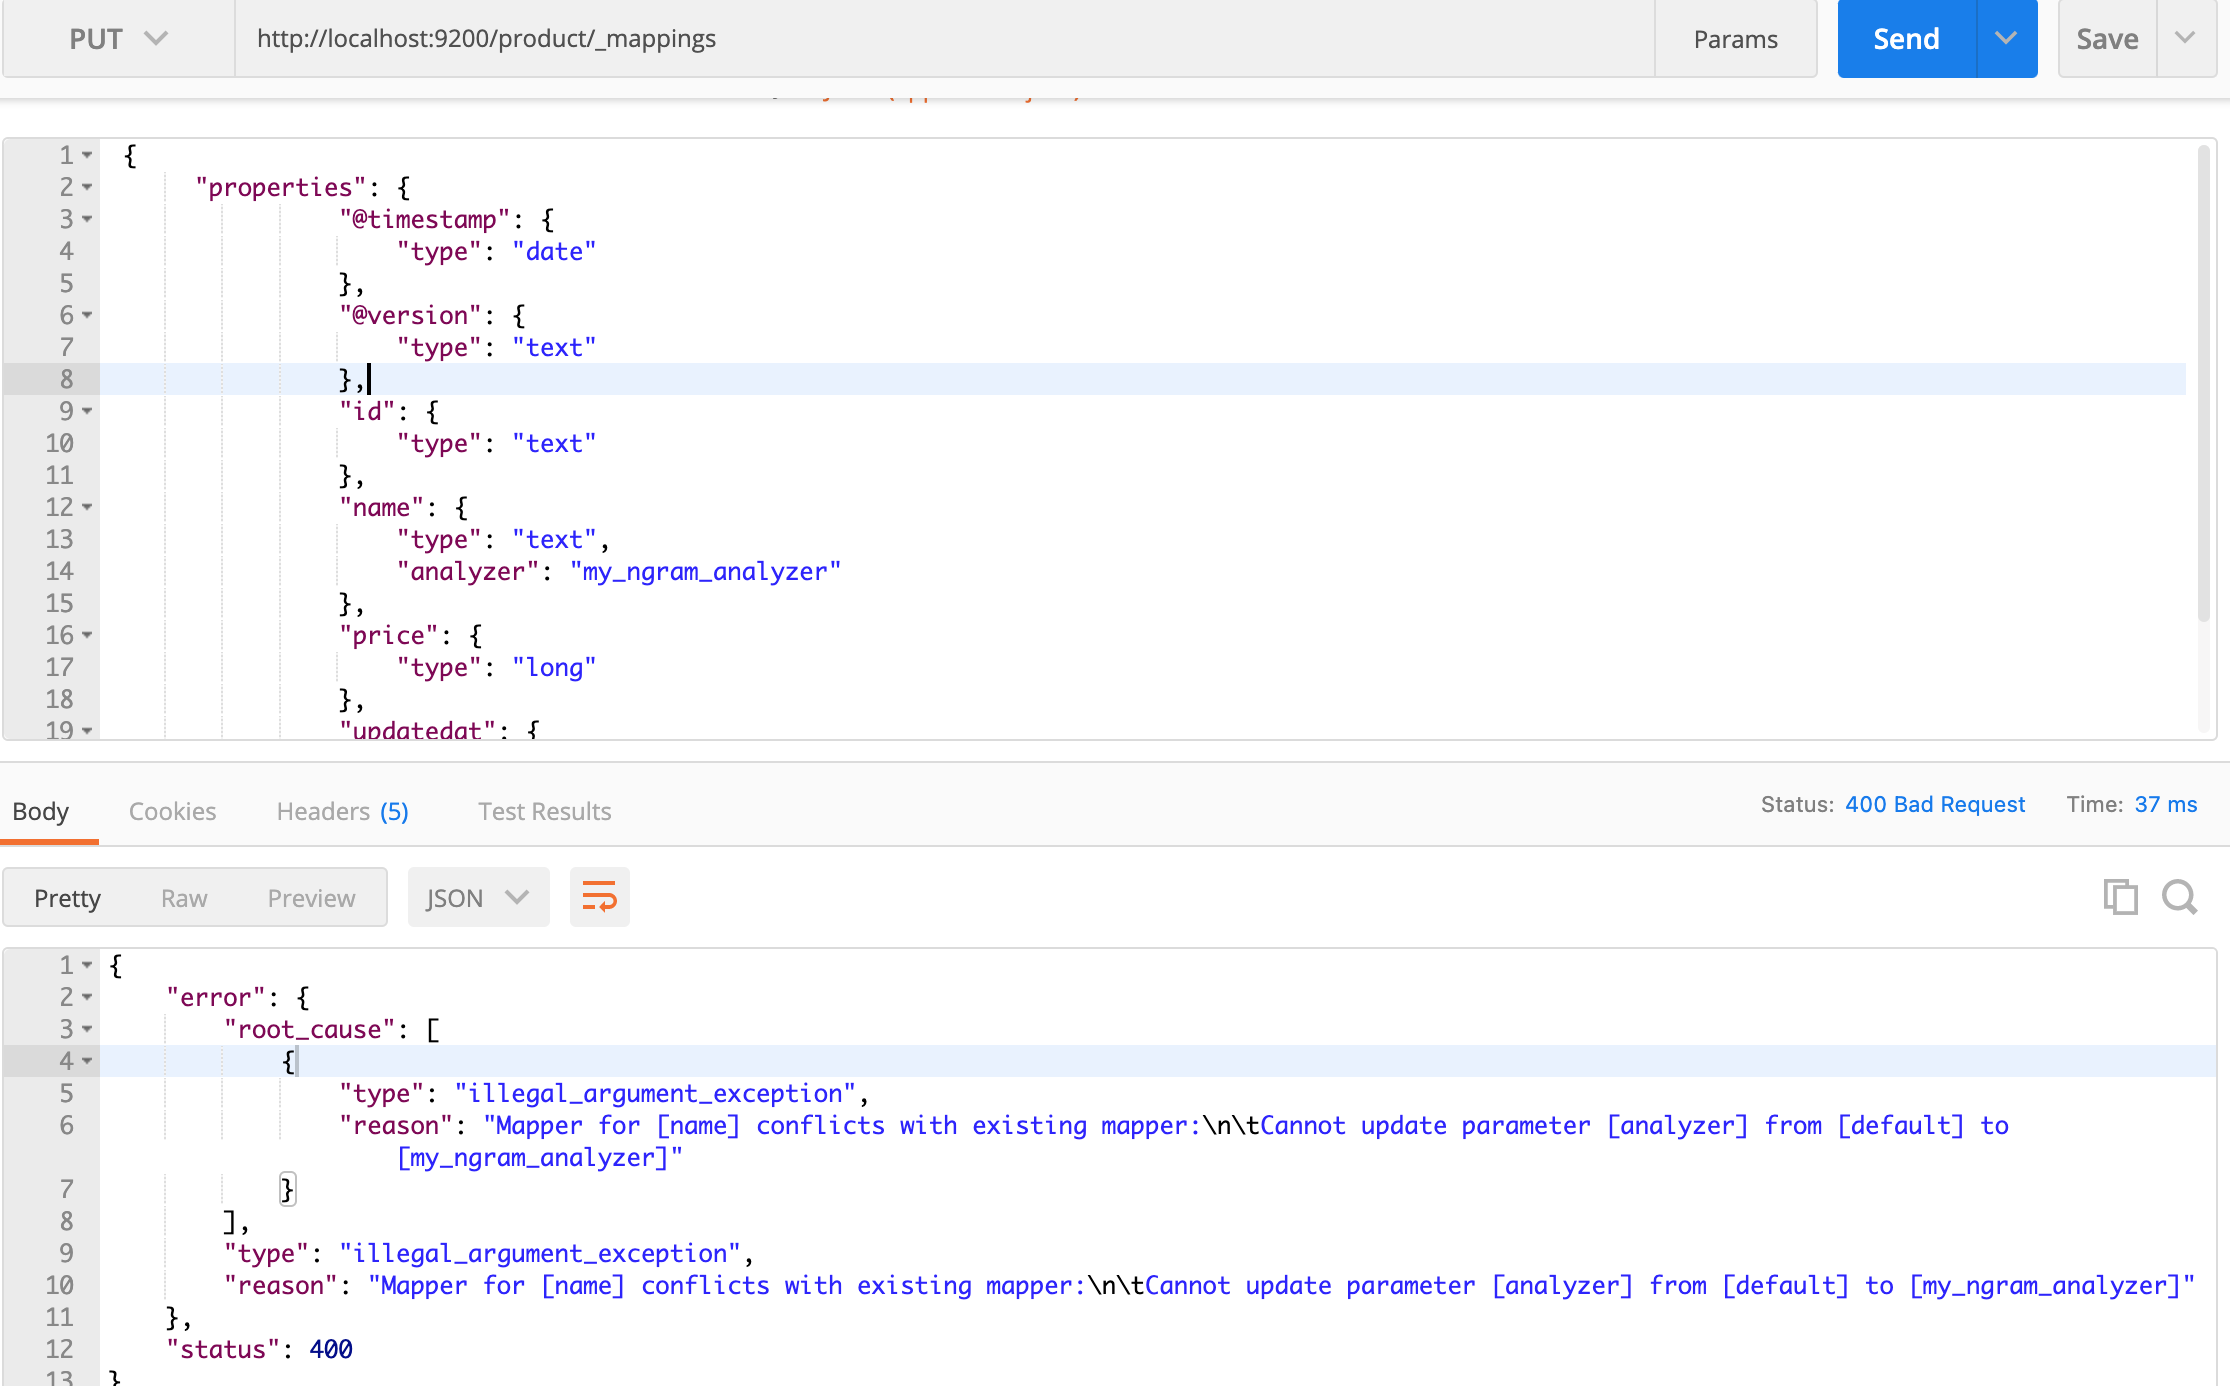 PUT http://localhost:9200/product/_mappings Params Send Save
1 {
2 "properties": {
3 "@timestamp": {
4 "type": "date"
5 },
6 "@version": {
7 "type": "text"
8 },
9 "id": {
10 "type": "text"
11 },
12 "name": {
13 "type": "text",
14 "analyzer": "my_ngram_analyzer"
15 },
16 "price": {
17 "type": "long"
18 },
19 "updatedat": {
Body Cookies Headers (5) Test Results Status: 400 Bad Request Time: 37 ms
Pretty Raw Preview JSON
1 {
2 "error": {
3 "root_cause": [
4 {
5 "type": "illegal_argument_exception",
6 "reason": "Mapper for [name] conflicts with existing mapper:\n\tCannot update parameter [analyzer] from [default] to
[my_ngram_analyzer]"
7 }
8 ],
9 "type": "illegal_argument_exception",
10 "reason": "Mapper for [name] conflicts with existing mapper:\n\tCannot update parameter [analyzer] from [default] to [my_ngram_analyzer]"
11 },
12 "status": 400
13 }